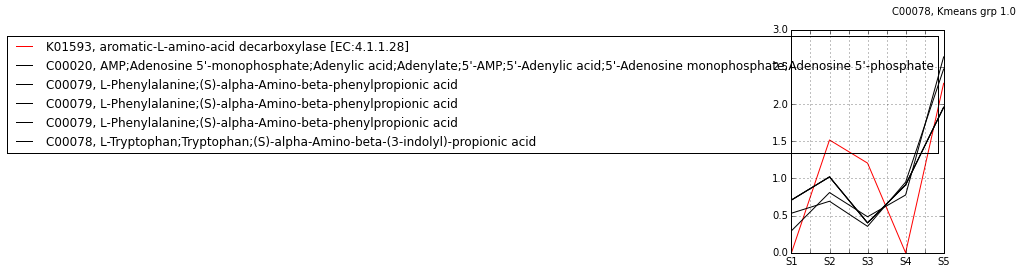 C00078, Kmeans grp 1.0
K01593, aromatic-L-amino-acid decarboxylase [EC:4.1.1.28]
C00020, AMP;Adenosine 5'-monophosphate;Adenylic acid;Adenylate;5'-AMP;5'-Adenylic acid;5'-Adenosine monophosphate;Adenosine 5'-phosphate
C00079, L-Phenylalanine;(S)-alpha-Amino-beta-phenylpropionic acid
C00079, L-Phenylalanine;(S)-alpha-Amino-beta-phenylpropionic acid
C00079, L-Phenylalanine;(S)-alpha-Amino-beta-phenylpropionic acid
C00078, L-Tryptophan;Tryptophan;(S)-alpha-Amino-beta-(3-indolyl)-propionic acid
3.0
2.5
2.0
1.5
1.0
0.5
0.0
S1 S2 S3 S4 S5